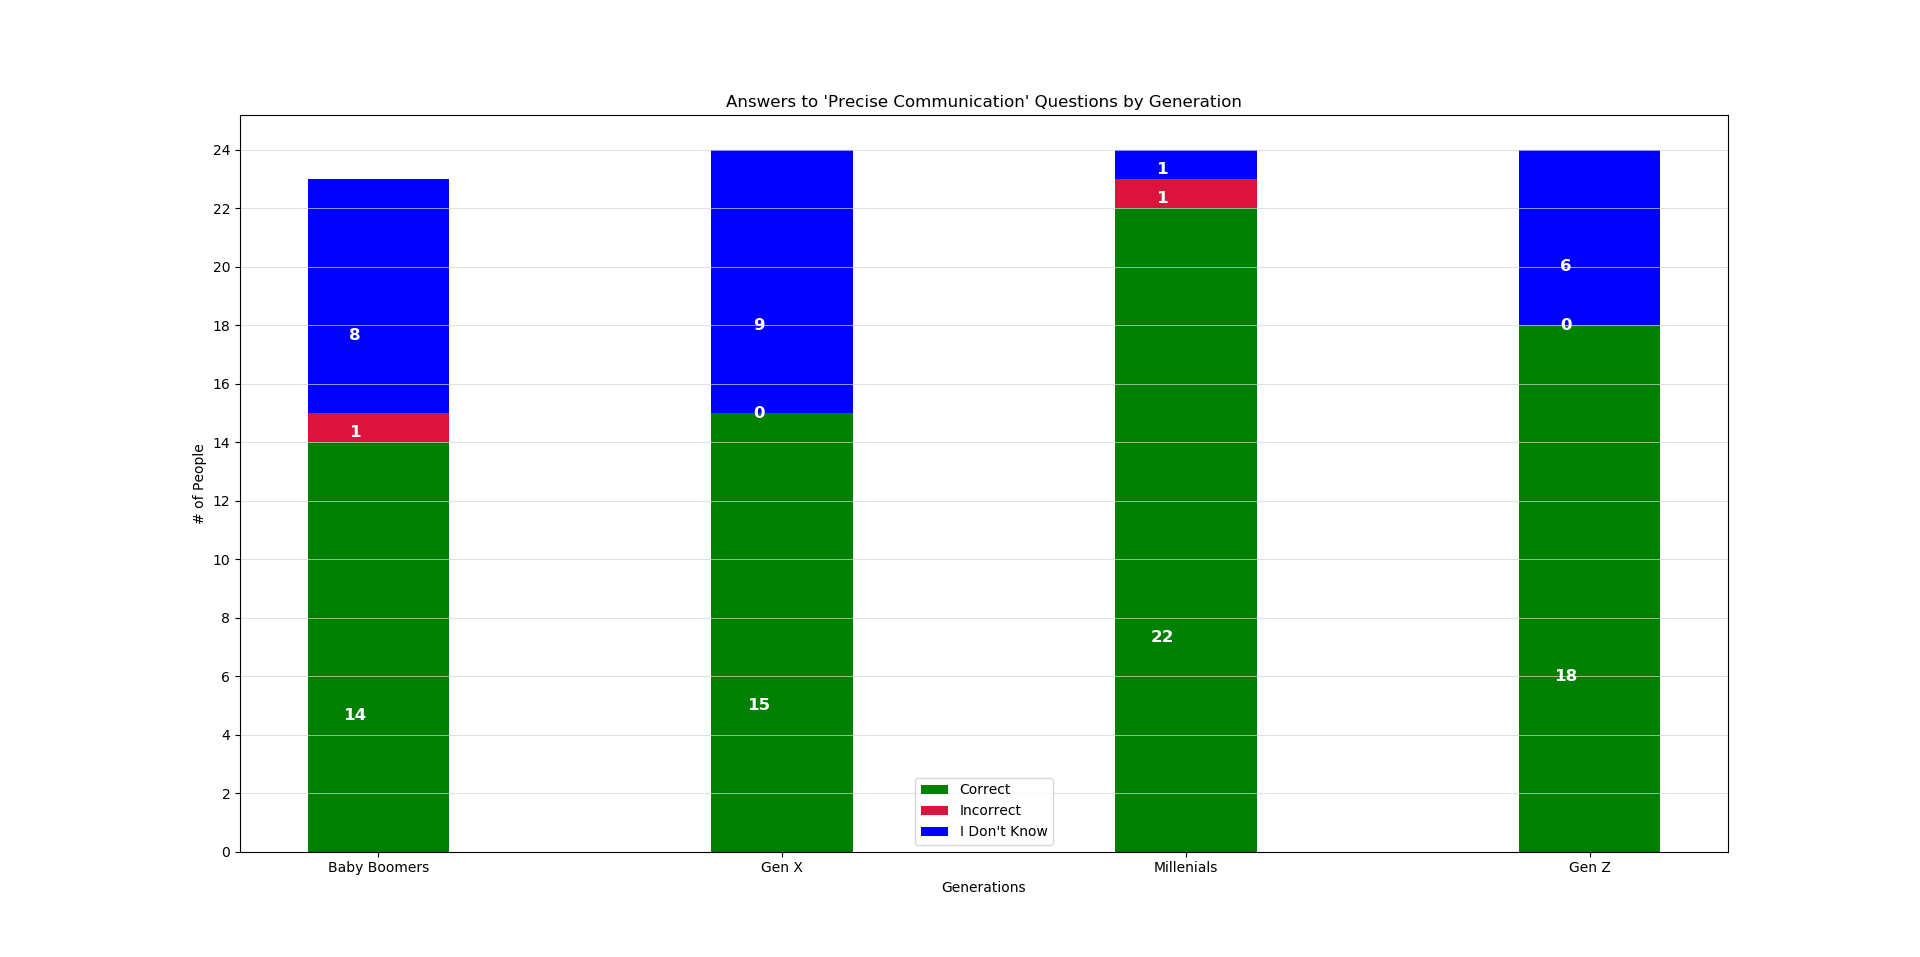 Answers to 'Precise Communication' Questions by Generation
# of People
24
22
20
18
16
14
12
10
8
6
4
2
0
8
1
14
9
0
15
1
1
22
6
0
18
Correct
Incorrect
I Don't Know
Baby Boomers
Gen X
Millenials
Gen Z
Generations